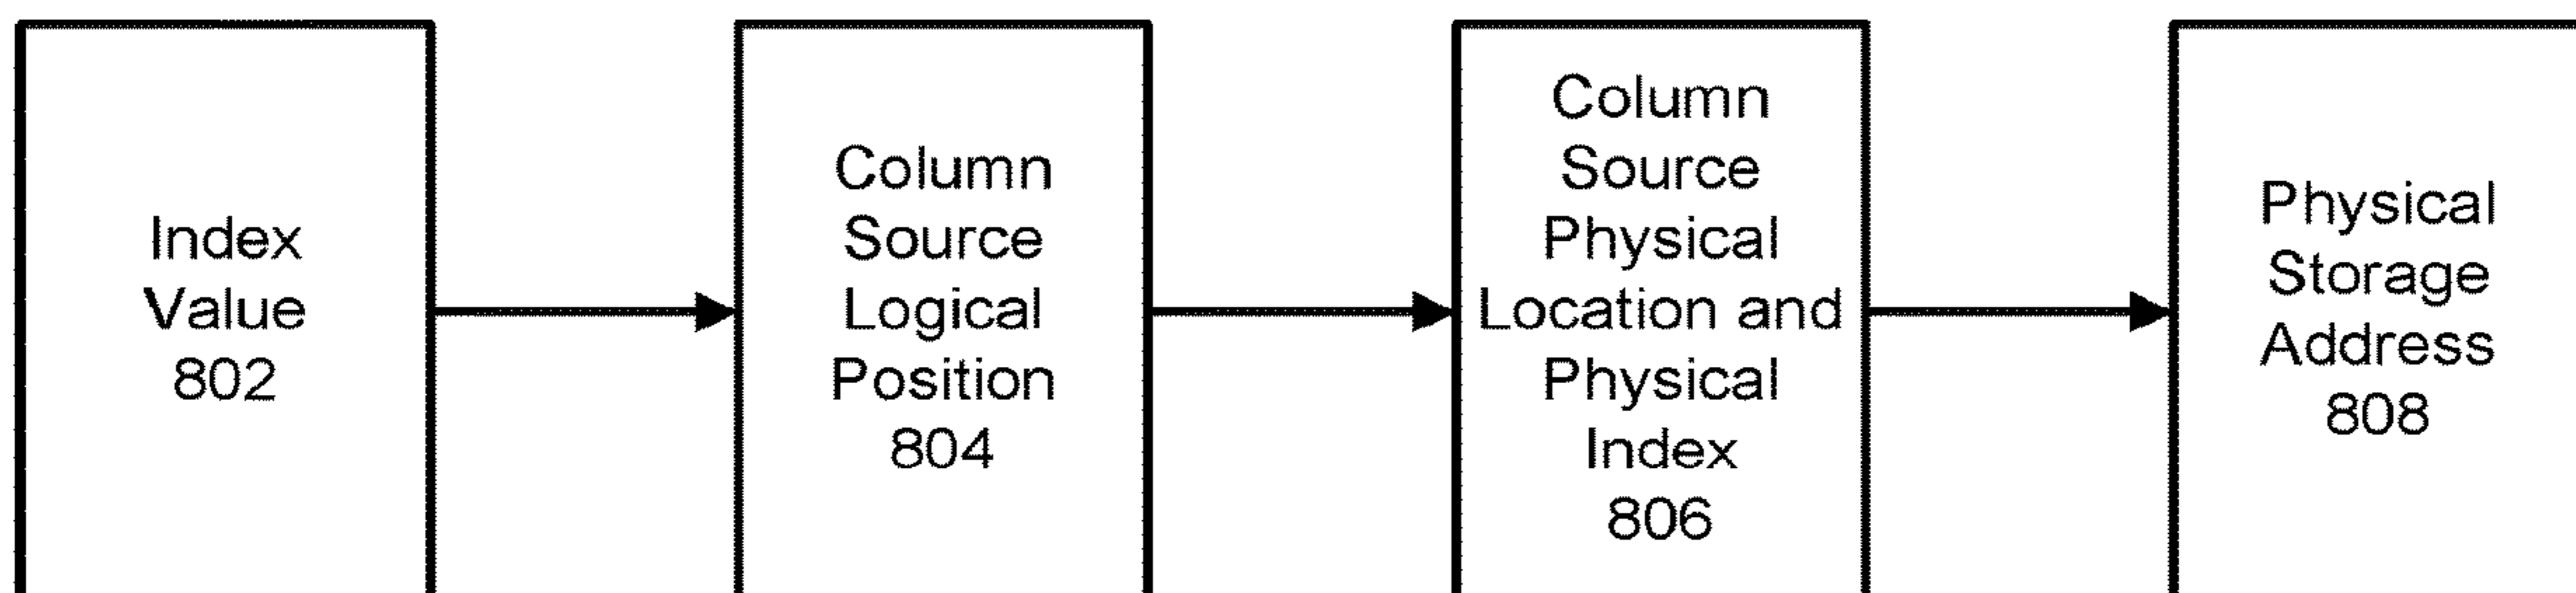 Index
Value
802
Column
Source
Logical
Position
804
Column
Source
Physical
Location and
Physical
Index
806
Physical
Storage
Address
808